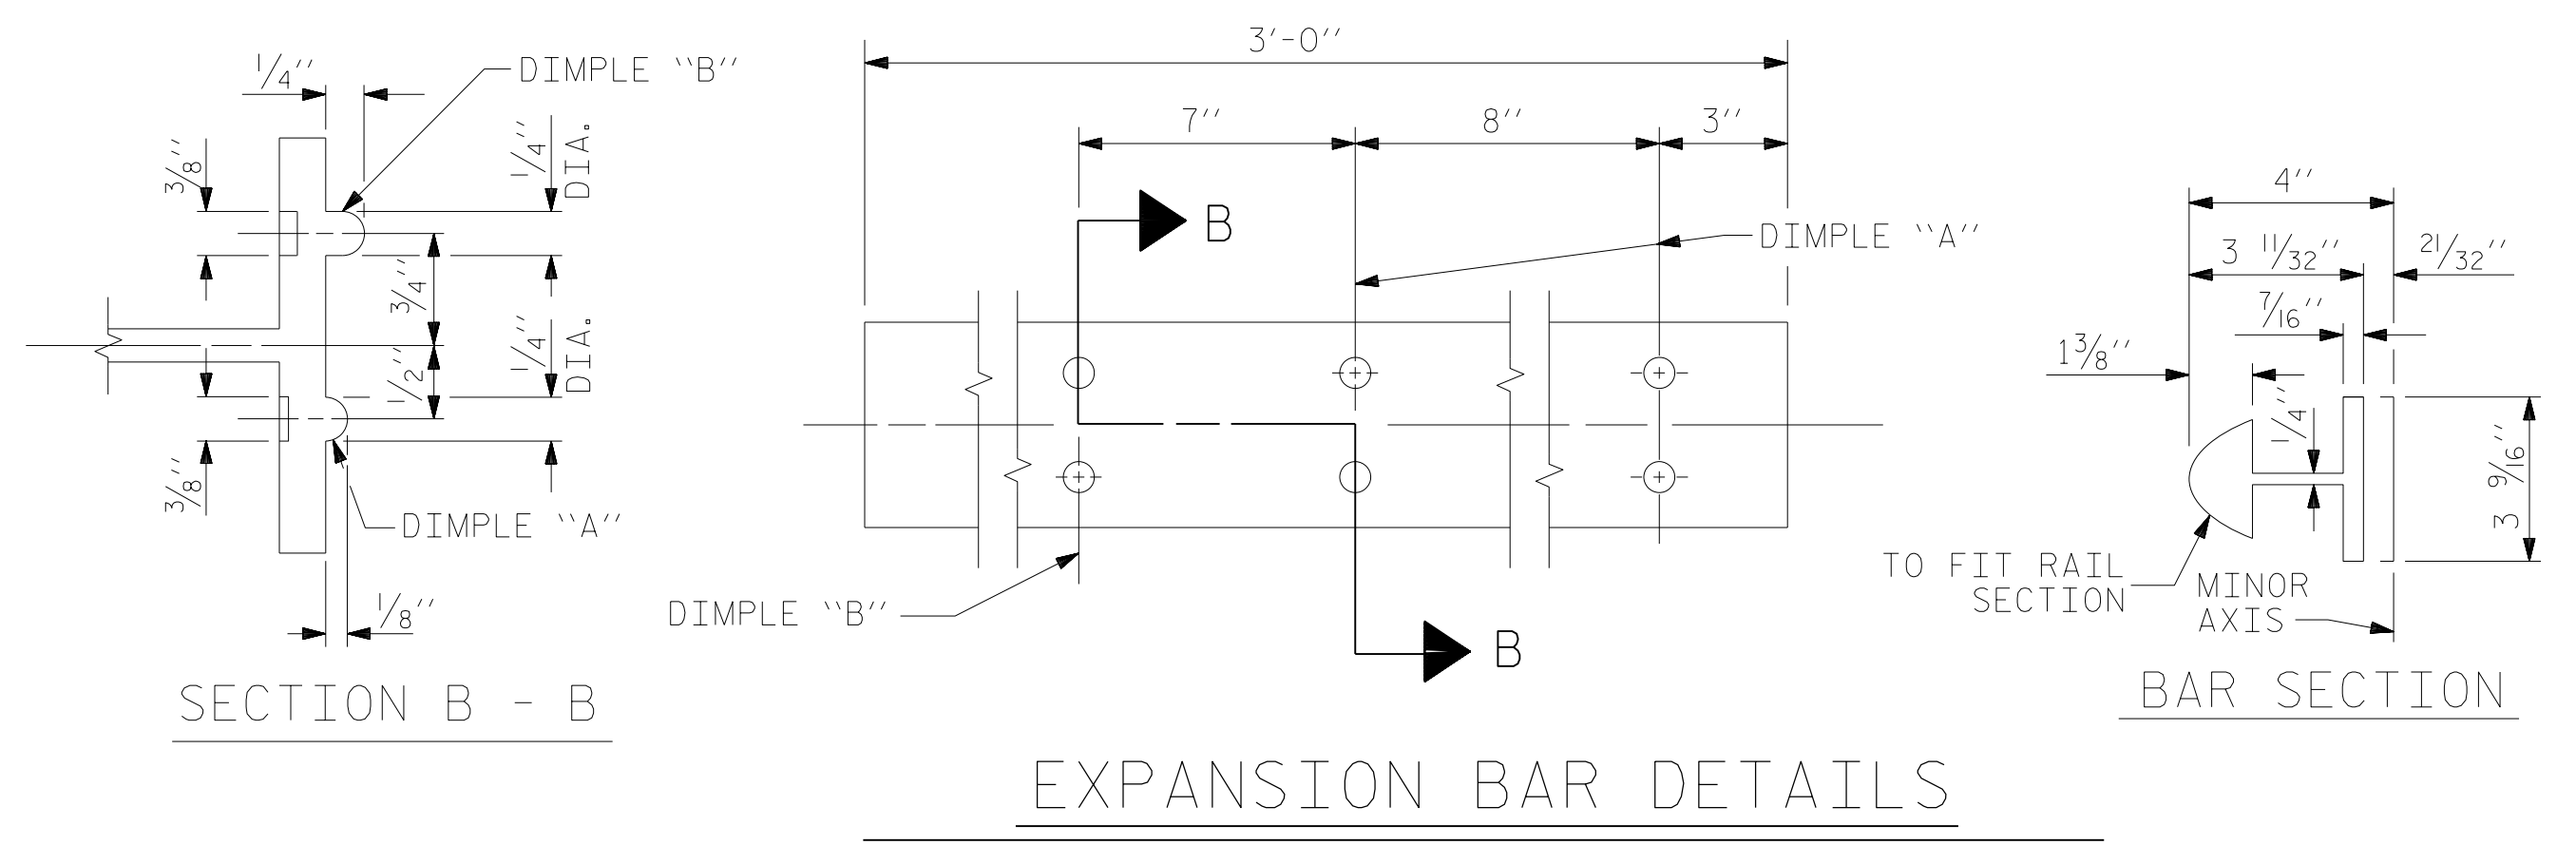 1/4''
DIMPLE ''B''
3/8''
1/4''
DIA.
3/4''
1/2''
1/4''
DIA.
3/8''
DIMPLE ''A''
1/8''
SECTION B - B
3'-0''
7''
8''
3''
B
DIMPLE ''A''
DIMPLE ''B''
B
4''
3 11/32''
21/32''
7/16''
1 3/8''
1/4''
3 9/16''
TO FIT RAIL
SECTION
MINOR
AXIS
BAR SECTION
EXPANSION BAR DETAILS